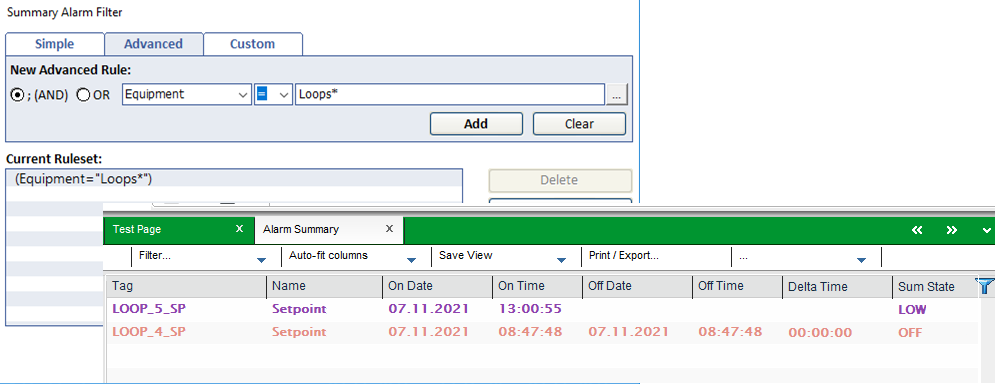 Summary Alarm Filter
Simple Advanced Custom
New Advanced Rule:
; (AND) OR Equipment = Loops* ...
Add Clear
Current Ruleset:
(Equipment="Loops*") Delete
Test Page X Alarm Summary X
Filter... Auto-fit columns Save View Print / Export... ...
Tag Name On Date On Time Off Date Off Time Delta Time Sum State
LOOP_5_SP Setpoint 07.11.2021 13:00:55 LOW
LOOP_4_SP Setpoint 07.11.2021 08:47:48 07.11.2021 08:47:48 00:00:00 OFF